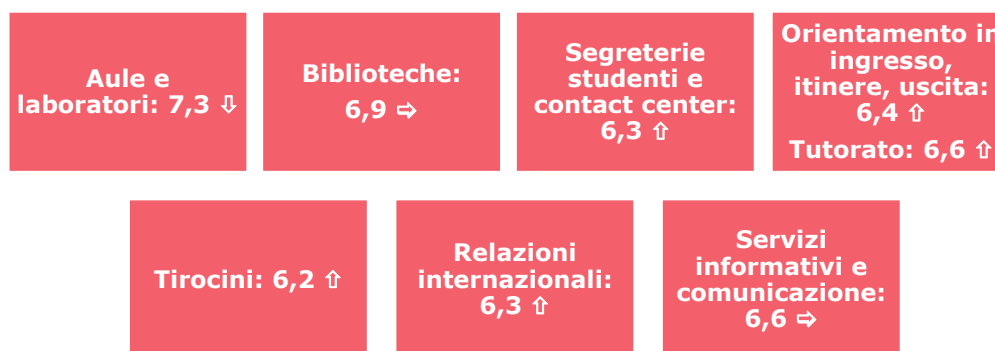 Aule e
laboratori: 7,3 ⇩
Biblioteche:
6,9 ⇨
Segreterie
studenti e
contact center:
6,3 ⇧
Orientamento in
ingresso,
itinere, uscita:
6,4 ⇧
Tutorato: 6,6 ⇧
Tirocini: 6,2 ⇧
Relazioni
internazionali:
6,3 ⇧
Servizi
informativi e
comunicazione:
6,6 ⇨